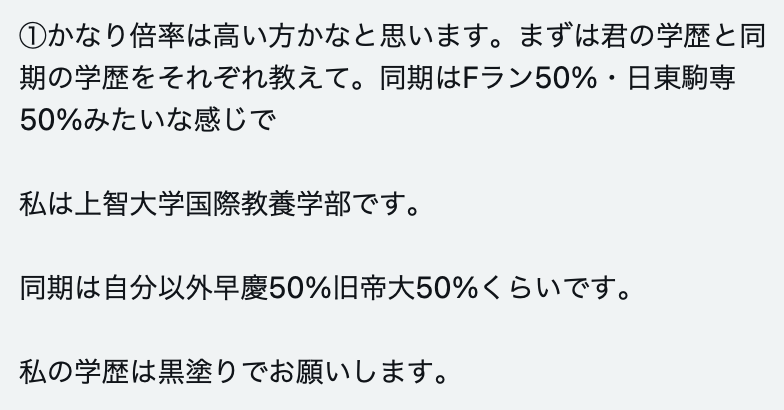 ①かなり倍率は高い方かなと思います。まずは君の学歴と同
期の学歴をそれぞれ教えて。同期はFラン50%・日東駒専
50%みたいな感じで
私は上智大学国際教養学部です。
同期は自分以外早慶50%旧帝大50%くらいです。
私の学歴は黒塗りでお願いします。